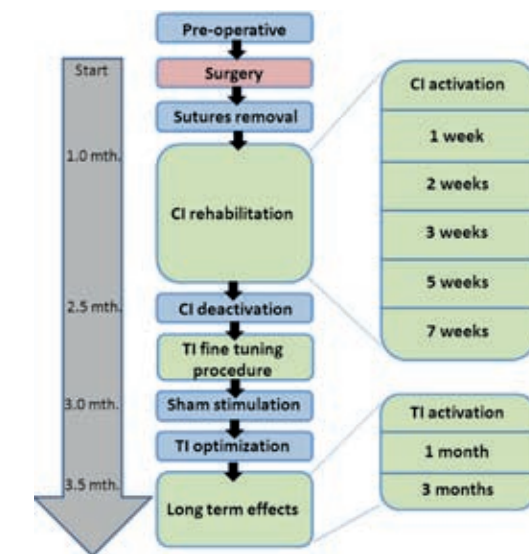 Pre-operative
Start
Surgery
Sutures removal
1.0 mth.
CI rehabilitation
2.5 mth.
CI deactivation
TI fine tuning
procedure
3.0 mth.
Sham stimulation
TI optimization
3.5 mth.
Long term effects
CI activation
1 week
2 weeks
3 weeks
5 weeks
7 weeks
TI activation
1 month
3 months